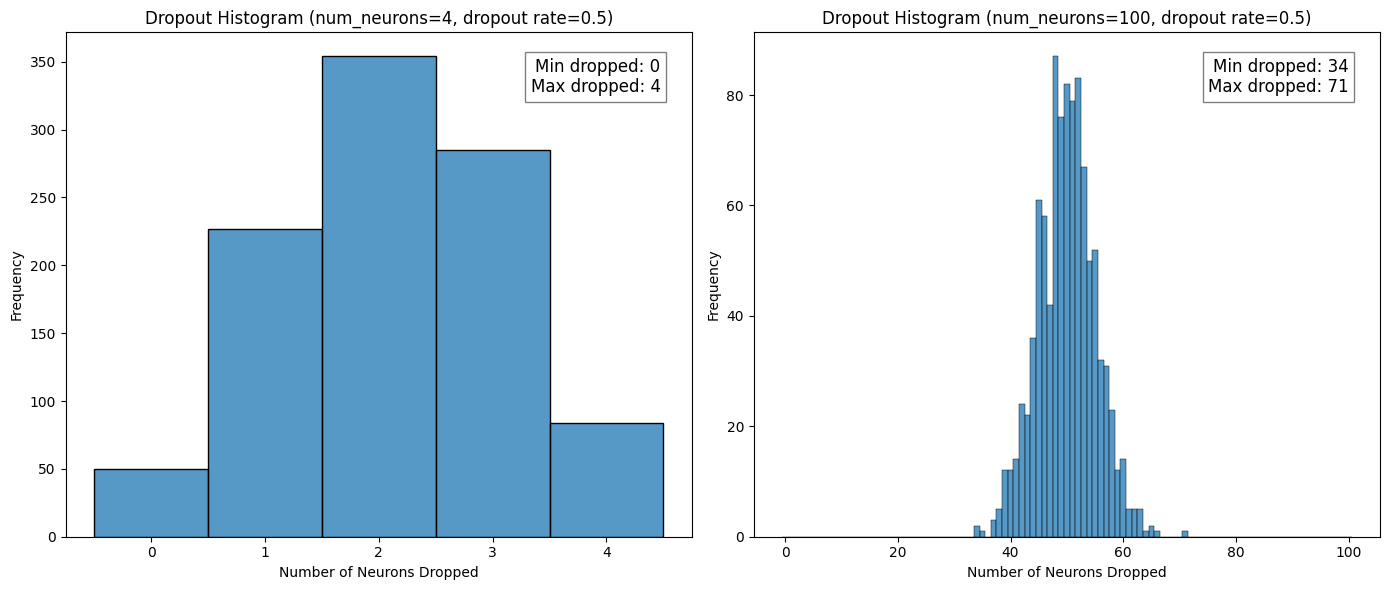 Dropout Histogram (num_neurons=4, dropout rate=0.5)
Min dropped: 0
Max dropped: 4
350
300
250
200
150
100
50
0
Frequency
0 1 2 3 4
Number of Neurons Dropped
Dropout Histogram (num_neurons=100, dropout rate=0.5)
Min dropped: 34
Max dropped: 71
80
60
40
20
0
Frequency
0 20 40 60 80 100
Number of Neurons Dropped